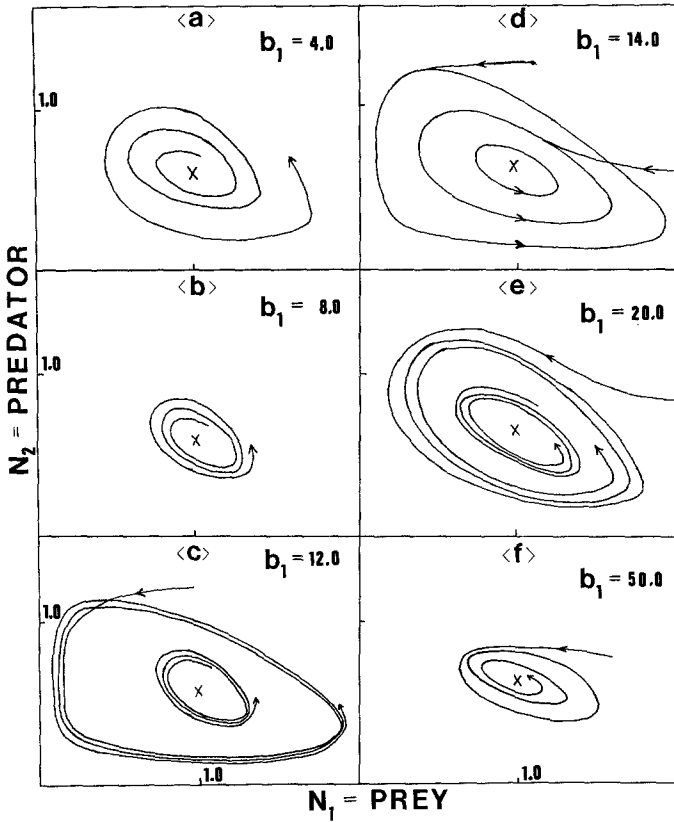 <a>
b1 = 4.0
1.0
X
<d>
b1 = 14.0
X
<b>
b1 = 8.0
1.0
X
<e>
b1 = 20.0
X
<c>
b1 = 12.0
1.0
X
1.0
<f>
b1 = 50.0
X
1.0
N2 = PREDATOR
N1 = PREY